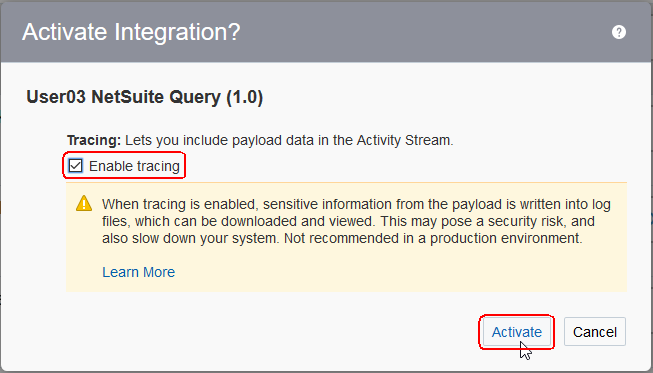 Activate Integration?
?
User03 NetSuite Query (1.0)
Tracing: Lets you include payload data in the Activity Stream.
Enable tracing
When tracing is enabled, sensitive information from the payload is written into log
files, which can be downloaded and viewed. This may pose a security risk, and
also slow down your system. Not recommended in a production environment.
Learn More
Activate Cancel